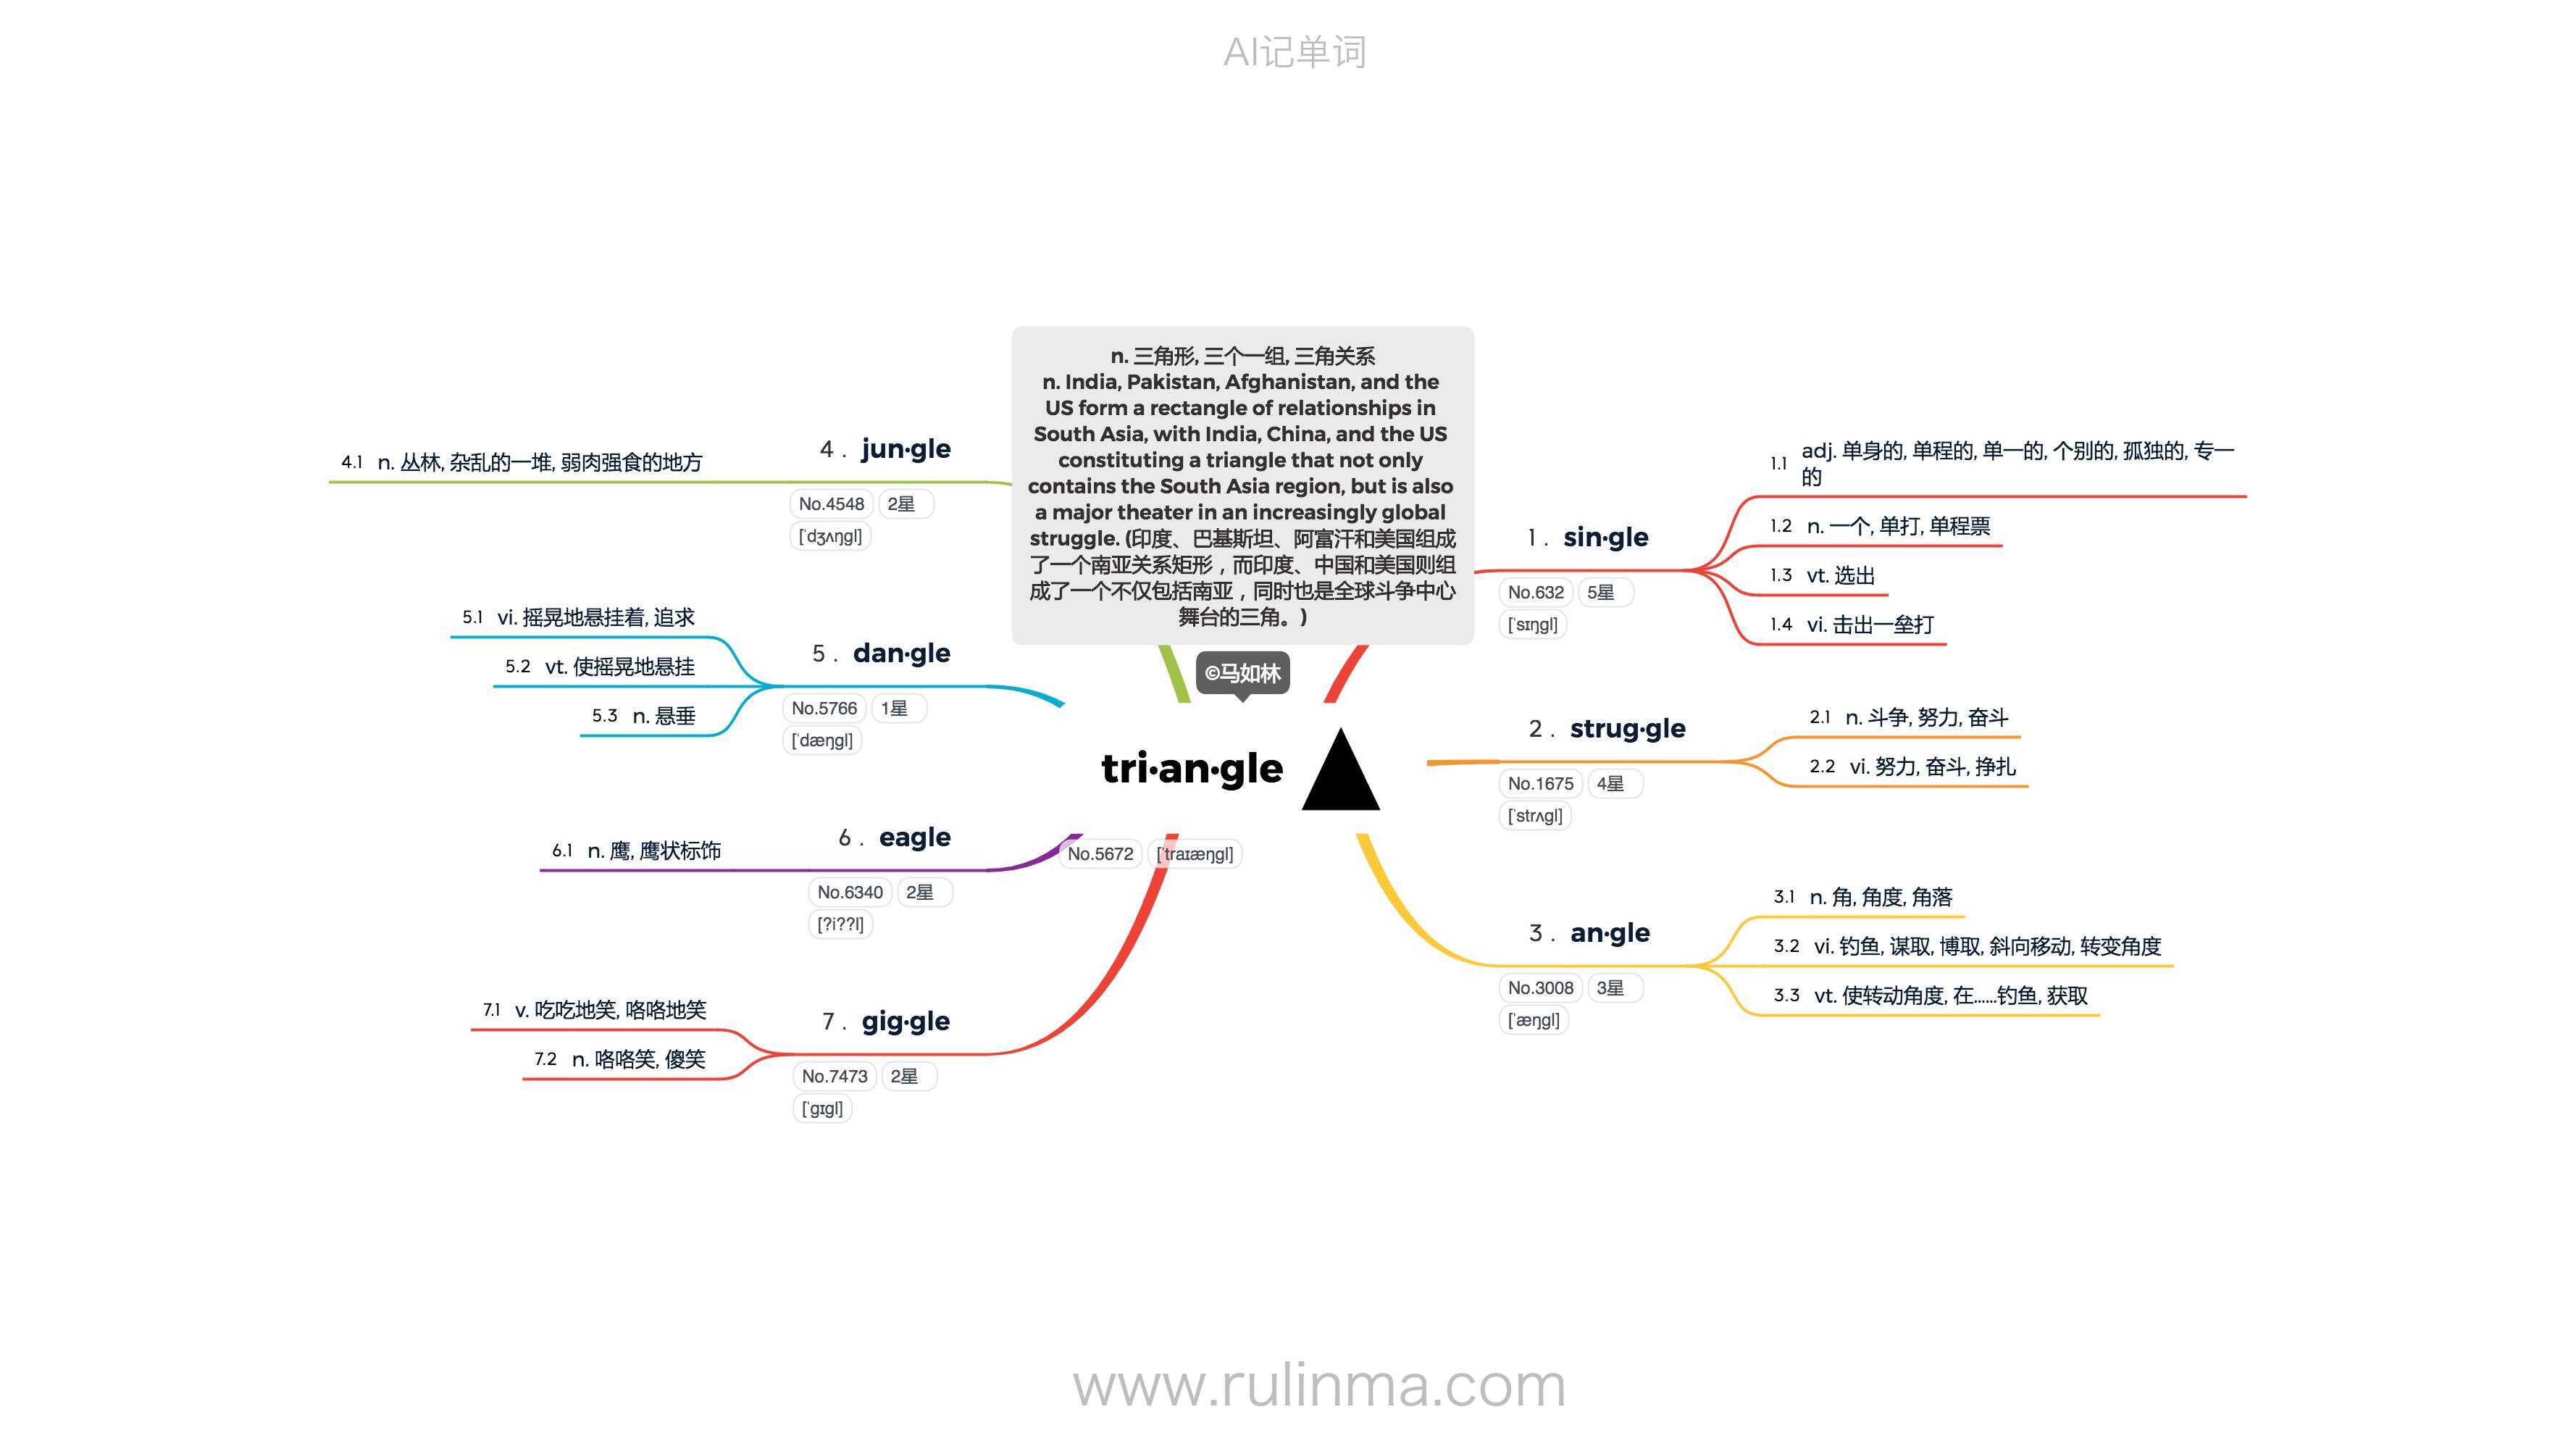 AI记单词
n. 三角形, 三个一组, 三角关系
n. India, Pakistan, Afghanistan, and the
US form a rectangle of relationships in
South Asia, with India, China, and the US
constituting a triangle that not only
contains the South Asia region, but is also
a major theater in an increasingly global
struggle. (印度、巴基斯坦、阿富汗和美国组成
了一个南亚关系矩形，而印度、中国和美国则组
成了一个不仅包括南亚，同时也是全球斗争中心
舞台的三角。)
©马如林
tri·an·gle
No.5672 [ˈtraɪæŋgl]
1 . sin·gle
No.632 5星
[ˈsɪŋgl]
1.1 adj. 单身的, 单程的, 单一的, 个别的, 孤独的, 专一
的
1.2 n. 一个, 单打, 单程票
1.3 vt. 选出
1.4 vi. 击出一垒打
2 . strug·gle
No.1675 4星
[ˈstrʌgl]
2.1 n. 斗争, 努力, 奋斗
2.2 vi. 努力, 奋斗, 挣扎
3 . an·gle
No.3008 3星
[ˈæŋgl]
3.1 n. 角, 角度, 角落
3.2 vi. 钓鱼, 谋取, 博取, 斜向移动, 转变角度
3.3 vt. 使转动角度, 在……钓鱼, 获取
4 . jun·gle
No.4548 2星
[ˈdʒʌŋgl]
4.1 n. 丛林, 杂乱的一堆, 弱肉强食的地方
5 . dan·gle
No.5766 1星
[ˈdæŋgl]
5.1 vi. 摇晃地悬挂着, 追求
5.2 vt. 使摇晃地悬挂
5.3 n. 悬垂
6 . eagle
No.6340 2星
[?i??l]
6.1 n. 鹰, 鹰状标饰
7 . gig·gle
No.7473 2星
[ˈgɪgl]
7.1 v. 吃吃地笑, 咯咯地笑
7.2 n. 咯咯笑, 傻笑
www.rulinma.com